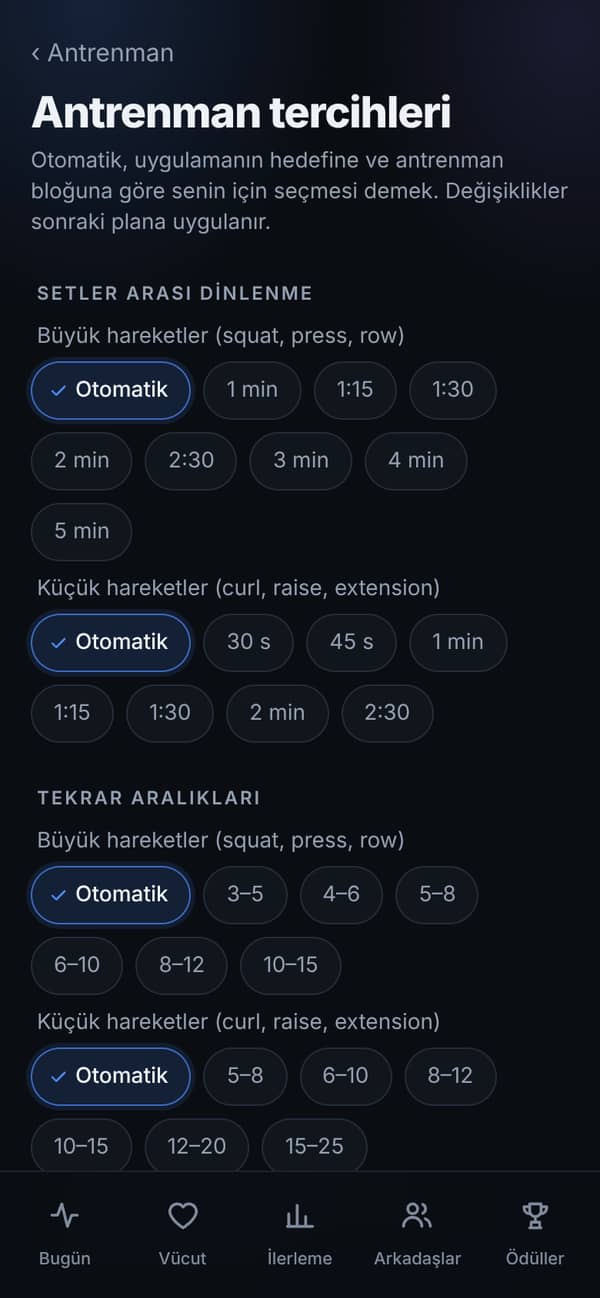 ‹ Antrenman
Antrenman tercihleri
Otomatik, uygulamanın hedefine ve antrenman
bloğuna göre senin için seçmesi demek. Değişiklikler
sonraki plana uygulanır.
SETLER ARASI DİNLENME
Büyük hareketler (squat, press, row)
✓ Otomatik 1 min 1:15 1:30
2 min 2:30 3 min 4 min
5 min
Küçük hareketler (curl, raise, extension)
✓ Otomatik 30 s 45 s 1 min
1:15 1:30 2 min 2:30
TEKRAR ARALIKLARI
Büyük hareketler (squat, press, row)
✓ Otomatik 3–5 4–6 5–8
6–10 8–12 10–15
Küçük hareketler (curl, raise, extension)
✓ Otomatik 5–8 6–10 8–12
10–15 12–20 15–25
Bugün Vücut İlerleme Arkadaşlar Ödüller